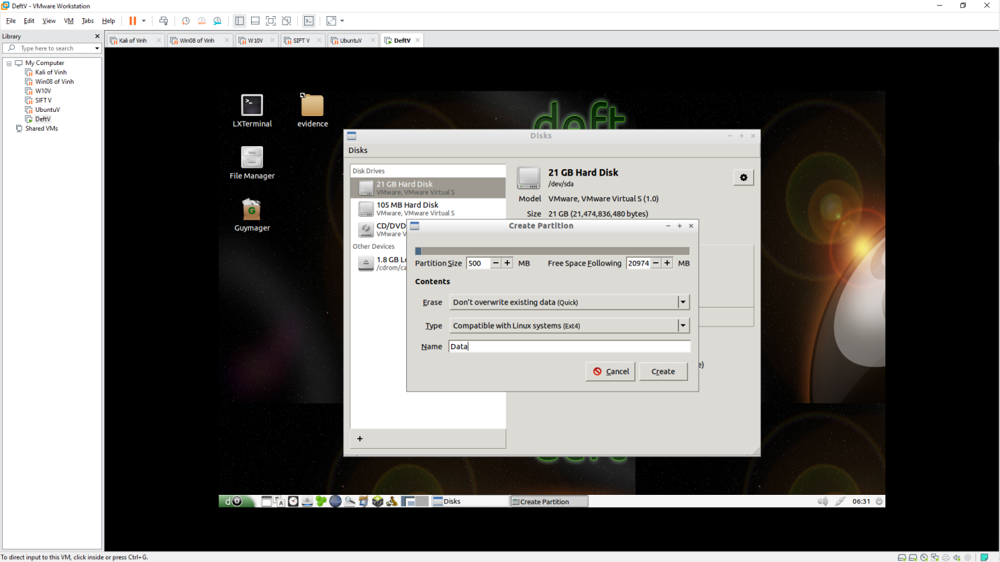 DeftV - VMware Workstation
File Edit View VM Tabs Help
Library
Type here to search
My Computer
Kali of Vinh
Win08 of Vinh
W10V
SIFT V
UbuntuV
DeftV
Shared VMs
Kali of Vinh Win08 of Vinh W10V SIFT V UbuntuV DeftV
LXTerminal
evidence
File Manager
Guymager
deft
Disks
Disks
Disk Drives
21 GB Hard Disk
VMware, VMware Virtual S
105 MB Hard Disk
VMware, VMware Virtual S
CD/DVD
VMware V
Other Devices
1.8 GB Lo
/cdrom/ca
21 GB Hard Disk
/dev/sda
Model VMware, VMware Virtual S (1.0)
Size 21 GB (21,474,836,480 bytes)
e)
Create Partition
Partition Size 500 MB Free Space Following 20974 MB
Contents
Erase Don't overwrite existing data (Quick)
Type Compatible with Linux systems (Ext4)
Name Data
Cancel Create
Disks Create Partition 06:31
To direct input to this VM, click inside or press Ctrl+G.